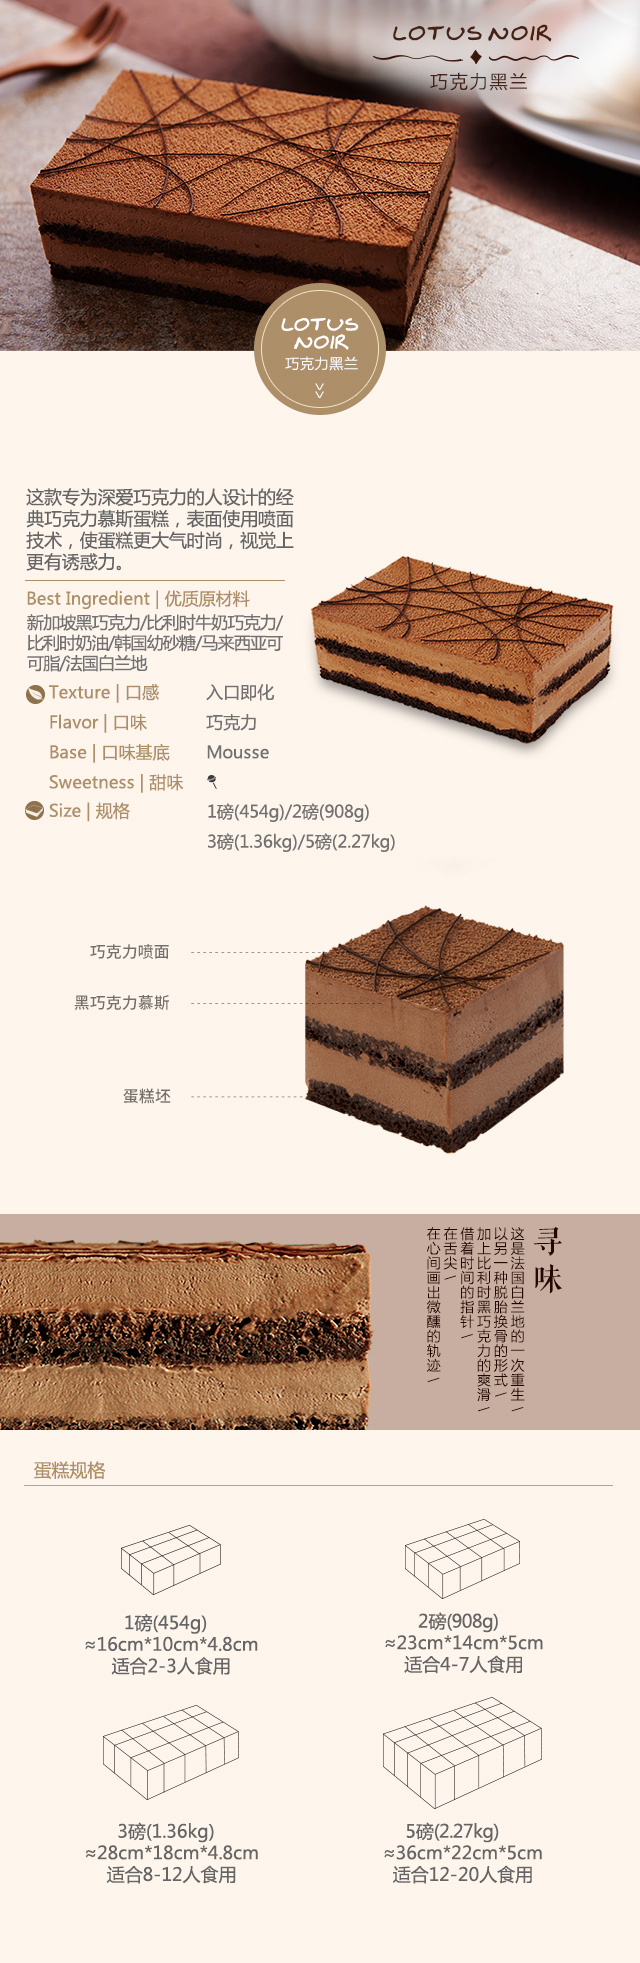 LOTUS NOIR
巧克力黑兰
LOTUS
NOIR
巧克力黑兰
这款专为深爱巧克力的人设计的经
典巧克力慕斯蛋糕，表面使用喷面
技术，使蛋糕更大气时尚，视觉上
更有诱惑力。
Best Ingredient | 优质原材料
新加坡黑巧克力/比利时牛奶巧克力/
比利时奶油/韩国幼砂糖/马来西亚可
可脂/法国白兰地
Texture | 口感 入口即化
Flavor | 口味 巧克力
Base | 口味基底 Mousse
Sweetness | 甜味
Size | 规格 1磅(454g)/2磅(908g)
3磅(1.36kg)/5磅(2.27kg)
巧克力喷面
黑巧克力慕斯
蛋糕坯
寻味
这是法国白兰地的一次重生/
以另一种脱胎换骨的形式/
加上比利时黑巧克力的爽滑/
借着时间的指针/
在舌尖/
在心间画出微醺的轨迹/
蛋糕规格
1磅(454g)
≈16cm*10cm*4.8cm
适合2-3人食用
2磅(908g)
≈23cm*14cm*5cm
适合4-7人食用
3磅(1.36kg)
≈28cm*18cm*4.8cm
适合8-12人食用
5磅(2.27kg)
≈36cm*22cm*5cm
适合12-20人食用